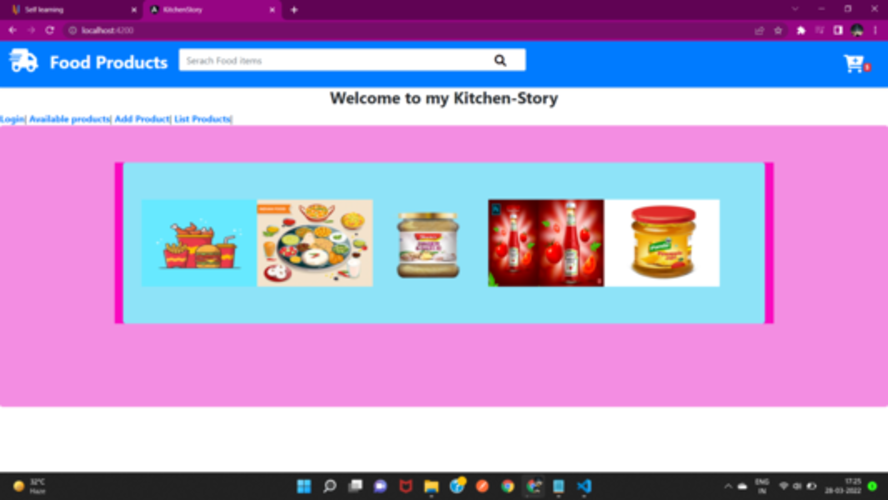 Self learning
KitchenStory
localhost:4200
Food Products
Serach Food items
Welcome to my Kitchen-Story
Login| Available products| Add Product| List Products|
32°C
Haze
ENG
IN
17:25
28-03-2022